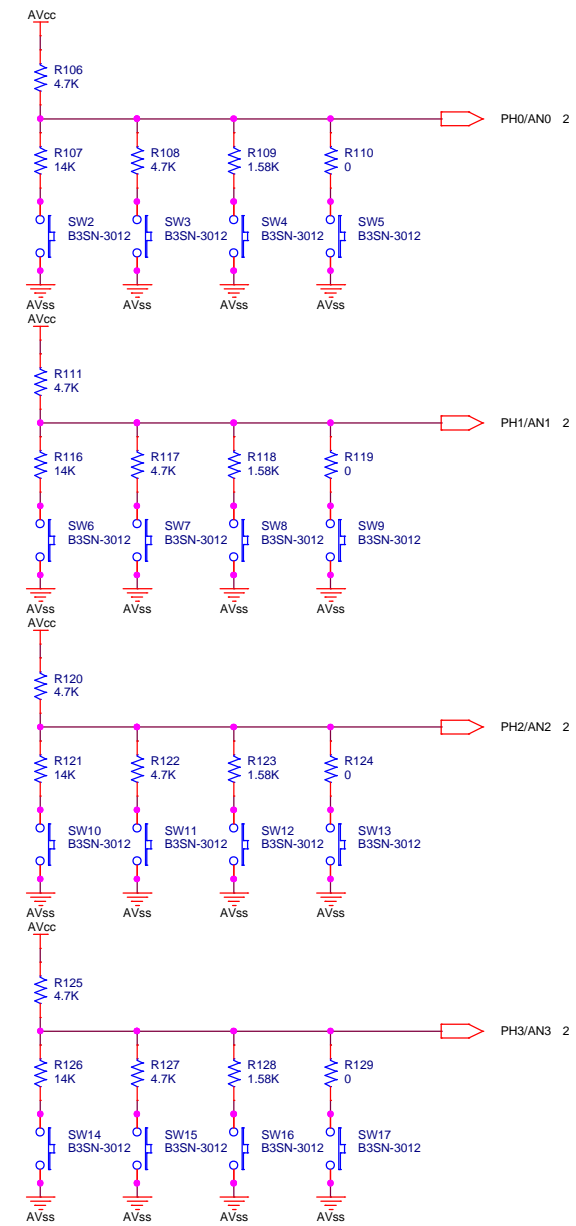 AVcc
R106
4.7K
PH0/AN0 2
R107 R108 R109 R110
14K 4.7K 1.58K 0
SW2 SW3 SW4 SW5
B3SN-3012 B3SN-3012 B3SN-3012 B3SN-3012
AVss AVss AVss AVss
AVcc
R111
4.7K
PH1/AN1 2
R116 R117 R118 R119
14K 4.7K 1.58K 0
SW6 SW7 SW8 SW9
B3SN-3012 B3SN-3012 B3SN-3012 B3SN-3012
AVss AVss AVss AVss
AVcc
R120
4.7K
PH2/AN2 2
R121 R122 R123 R124
14K 4.7K 1.58K 0
SW10 SW11 SW12 SW13
B3SN-3012 B3SN-3012 B3SN-3012 B3SN-3012
AVss AVss AVss AVss
AVcc
R125
4.7K
PH3/AN3 2
R126 R127 R128 R129
14K 4.7K 1.58K 0
SW14 SW15 SW16 SW17
B3SN-3012 B3SN-3012 B3SN-3012 B3SN-3012
AVss AVss AVss AVss